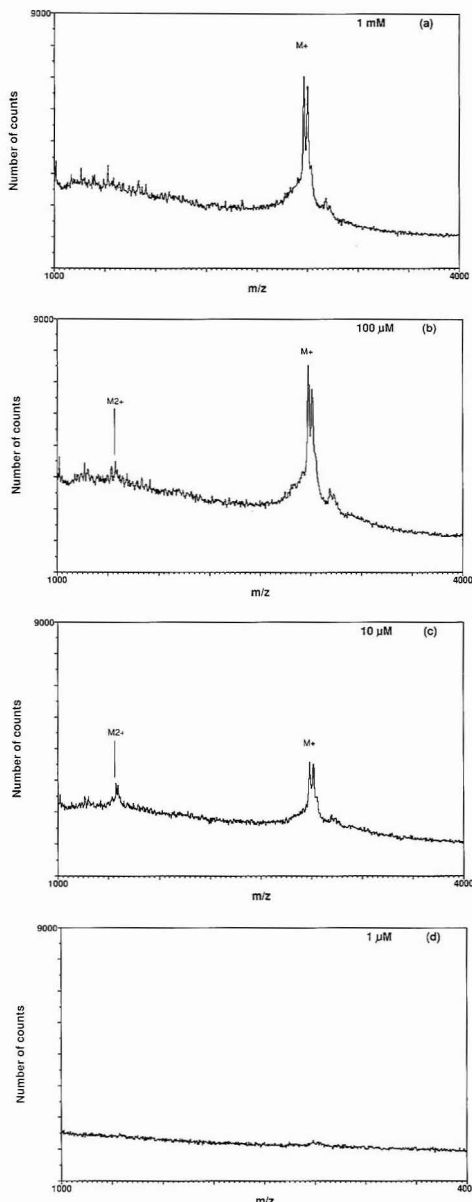 9000
1 mM (a)
M+
Number of counts
1000
4000
m/z
9000
100 µM (b)
M+
M2+
Number of counts
1000
4000
m/z
9000
10 µM (c)
M2+
M+
Number of counts
1000
4000
m/z
9000
1 µM (d)
Number of counts
1000
400
m/z